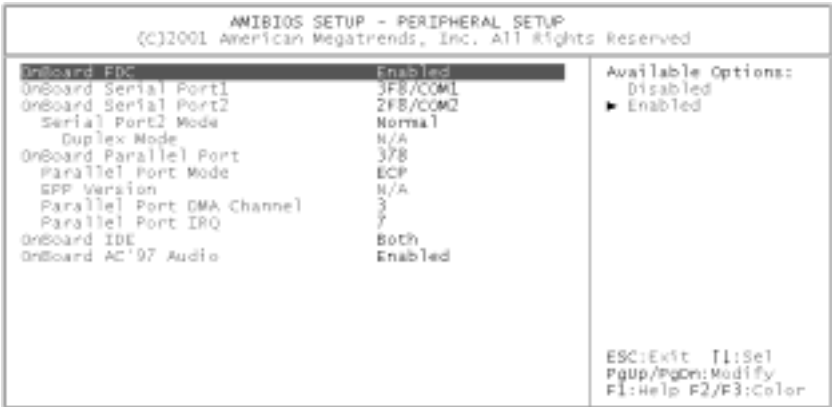 AMIBIOS SETUP - PERIPHERAL SETUP
(C)2001 American Megatrends, Inc. All Rights Reserved
OnBoard FDC Enabled
OnBoard Serial Port1 3F8/COM1
OnBoard Serial Port2 2F8/COM2
Serial Port2 Mode Normal
Duplex Mode N/A
OnBoard Parallel Port 378
Parallel Port Mode ECP
EPP Version N/A
Parallel Port DMA Channel 3
Parallel Port IRQ 7
OnBoard IDE Both
OnBoard AC'97 Audio Enabled
Available Options:
Disabled
► Enabled
ESC:Exit ↑↓:Sel
PgUp/PgDn:Modify
F1:Help F2/F3:Color